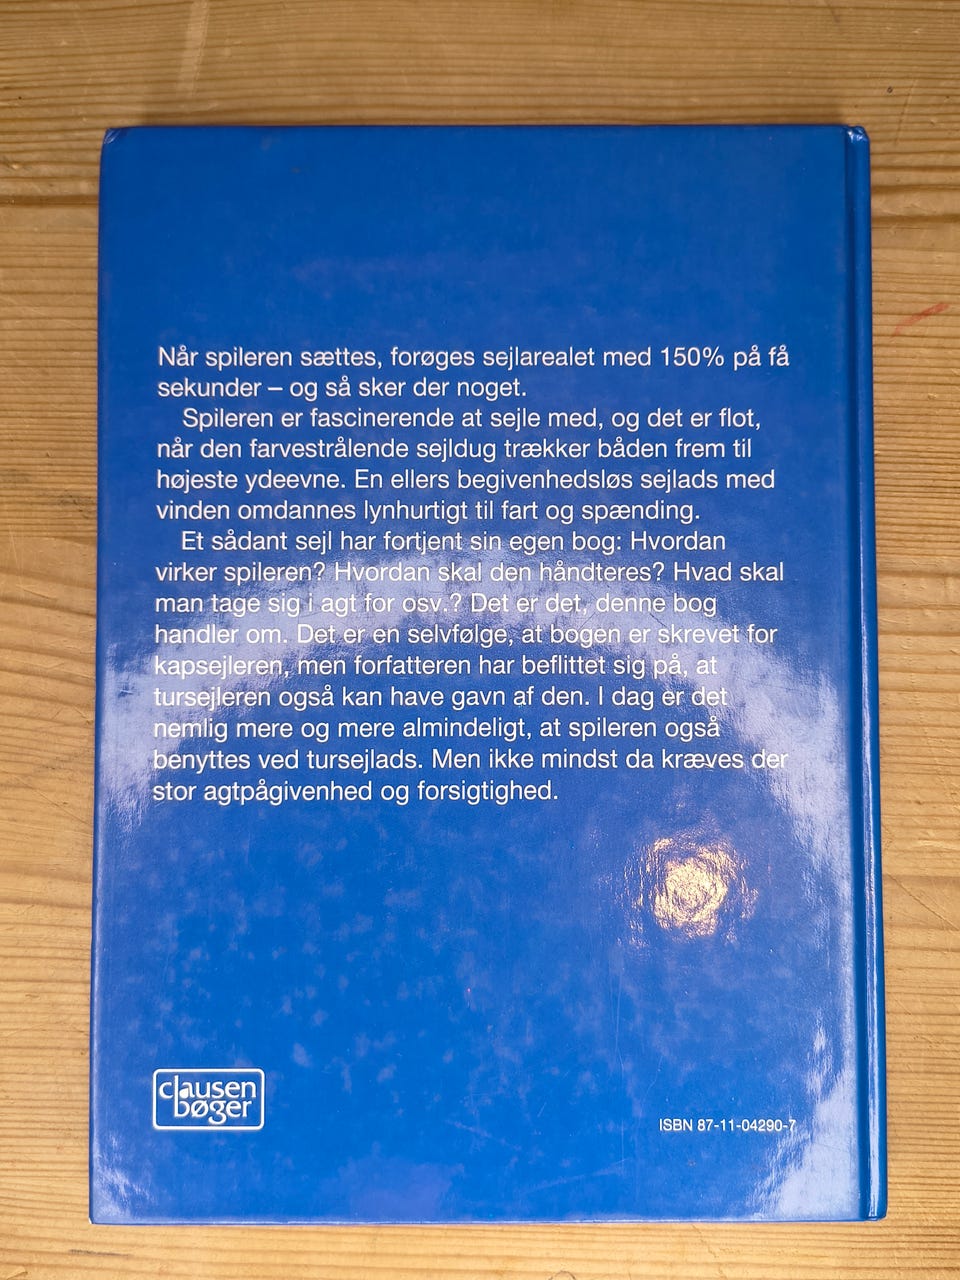 Når spileren sættes, forøges sejlarealet med 150% på få
sekunder – og så sker der noget.
Spileren er fascinerende at sejle med, og det er flot,
når den farvestrålende sejldug trækker båden frem til
højeste ydeevne. En ellers begivenhedsløs sejlads med
vinden omdannes lynhurtigt til fart og spænding.
Et sådant sejl har fortjent sin egen bog: Hvordan
virker spileren? Hvordan skal den håndteres? Hvad skal
man tage sig i agt for osv.? Det er det, denne bog
handler om. Det er en selvfølge, at bogen er skrevet for
kapsejleren, men forfatteren har beflittet sig på, at
tursejleren også kan have gavn af den. I dag er det
nemlig mere og mere almindeligt, at spileren også
benyttes ved tursejlads. Men ikke mindst da kræves der
stor agtpågivenhed og forsigtighed.
clausen
bøger
ISBN 87-11-04290-7